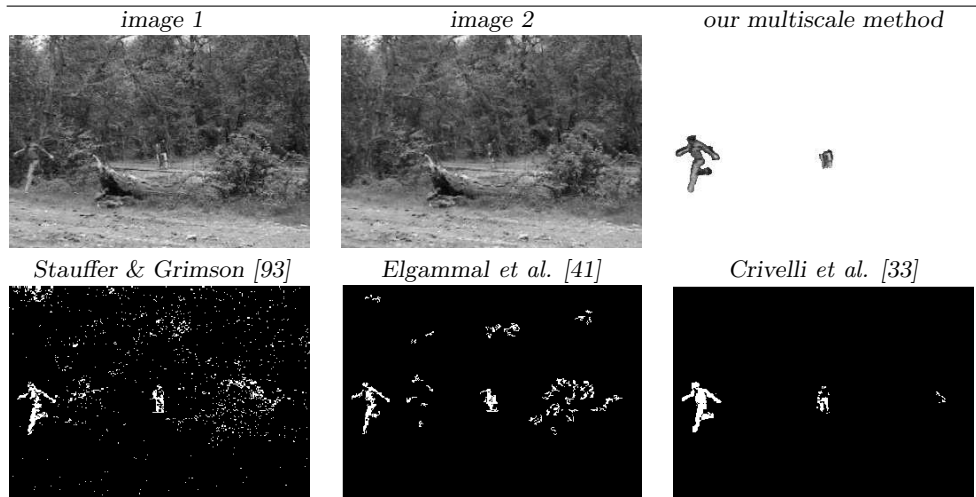 image 1 image 2 our multiscale method
Stauffer & Grimson [93] Elgammal et al. [41] Crivelli et al. [33]